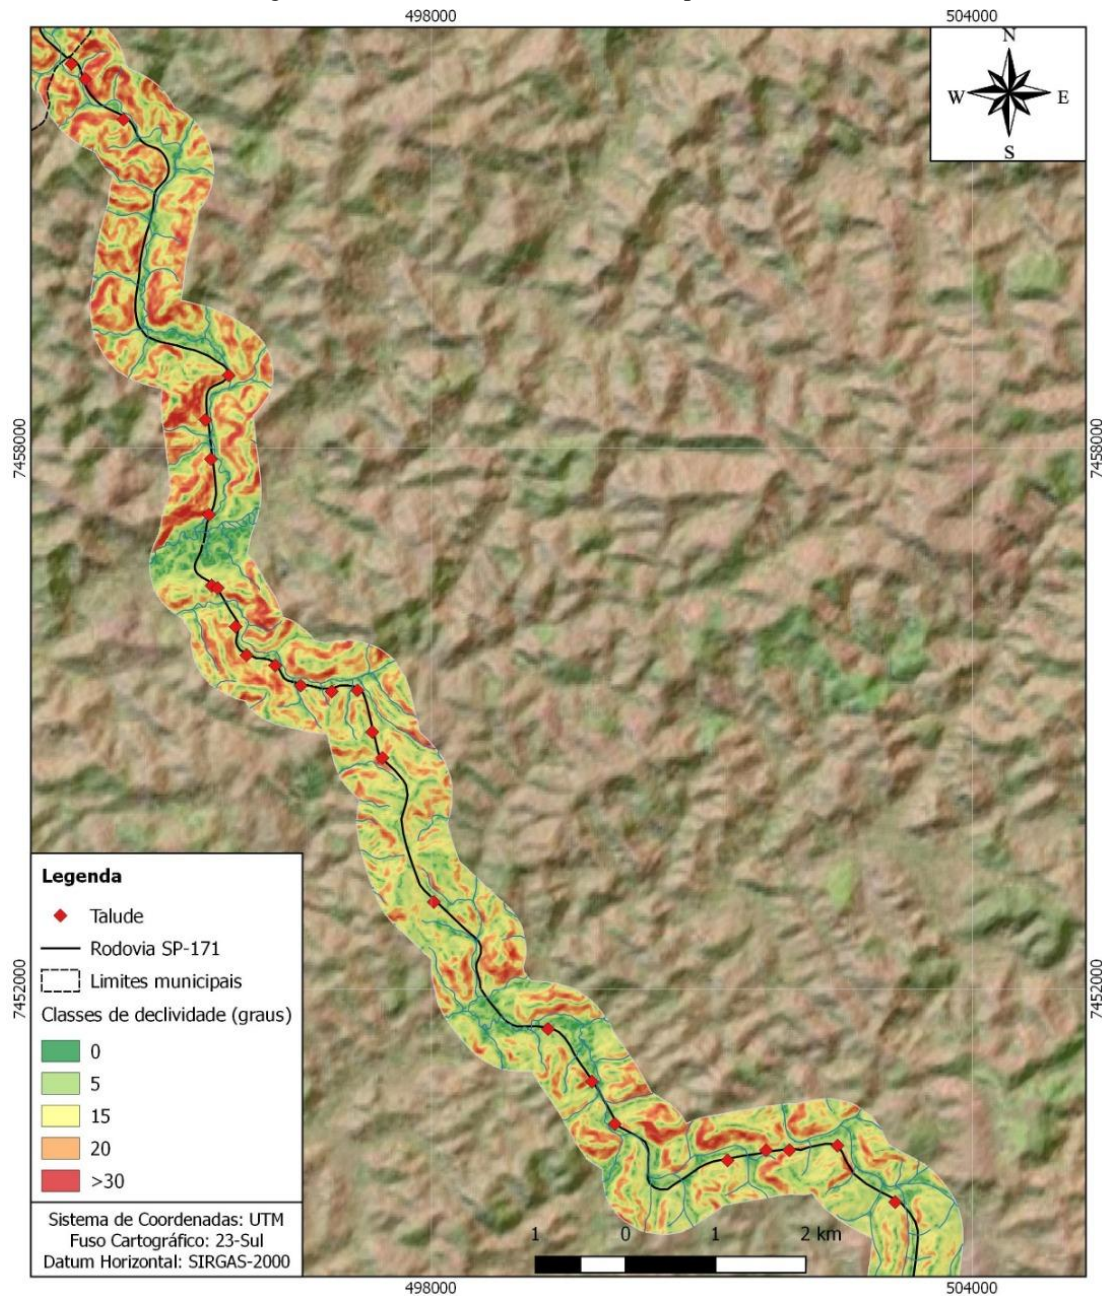 498000
504000
N
W
E
S
7458000
7458000
Legenda
Talude
Rodovia SP-171
Limites municipais
Classes de declividade (graus)
0
5
15
20
>30
7452000
7452000
Sistema de Coordenadas: UTM
Fuso Cartográfico: 23-Sul
Datum Horizontal: SIRGAS-2000
1 0 1 2 km
498000
504000